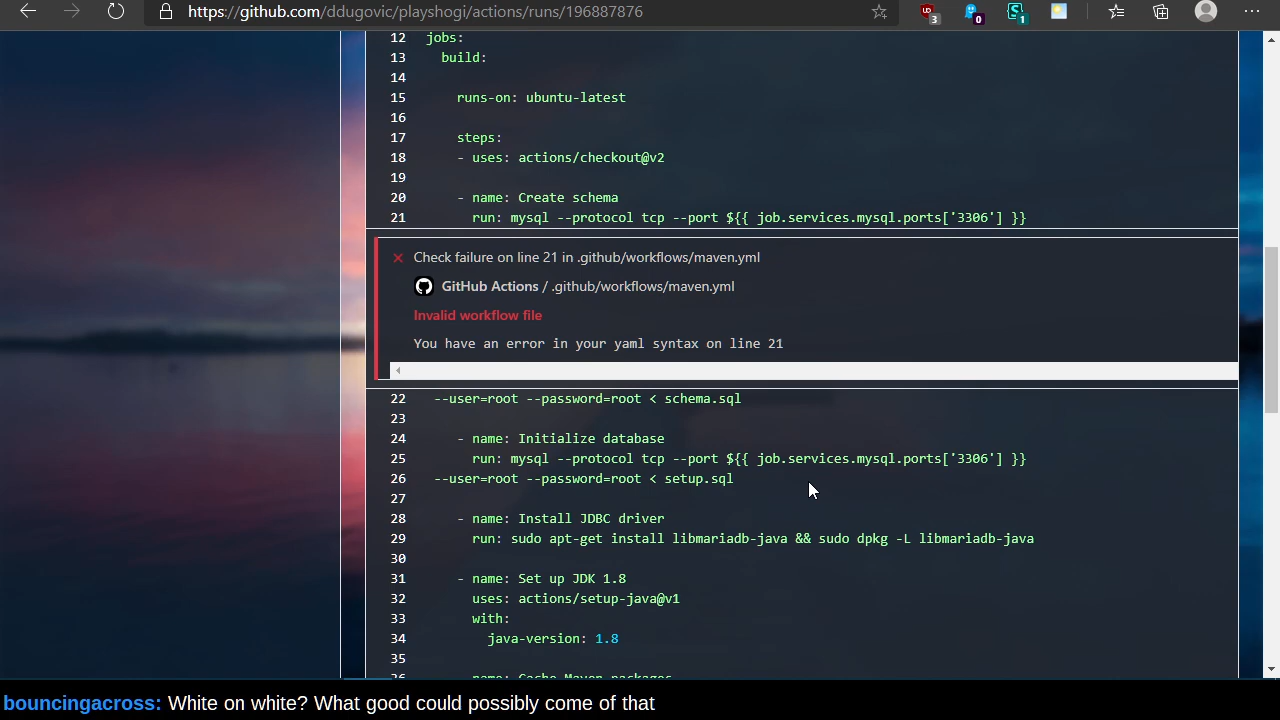 https://github.com/ddugovic/playshogi/actions/runs/196887876
3
0
1
12 jobs:
13 build:
14
15 runs-on: ubuntu-latest
16
17 steps:
18 - uses: actions/checkout@v2
19
20 - name: Create schema
21 run: mysql --protocol tcp --port ${{ job.services.mysql.ports['3306'] }}
Check failure on line 21 in .github/workflows/maven.yml
GitHub Actions / .github/workflows/maven.yml
Invalid workflow file
You have an error in your yaml syntax on line 21
22 --user=root --password=root < schema.sql
23
24 - name: Initialize database
25 run: mysql --protocol tcp --port ${{ job.services.mysql.ports['3306'] }}
26 --user=root --password=root < setup.sql
27
28 - name: Install JDBC driver
29 run: sudo apt-get install libmariadb-java && sudo dpkg -L libmariadb-java
30
31 - name: Set up JDK 1.8
32 uses: actions/setup-java@v1
33 with:
34 java-version: 1.8
35
36 - name: Cache Maven packages
bouncingacross: White on white? What good could possibly come of that